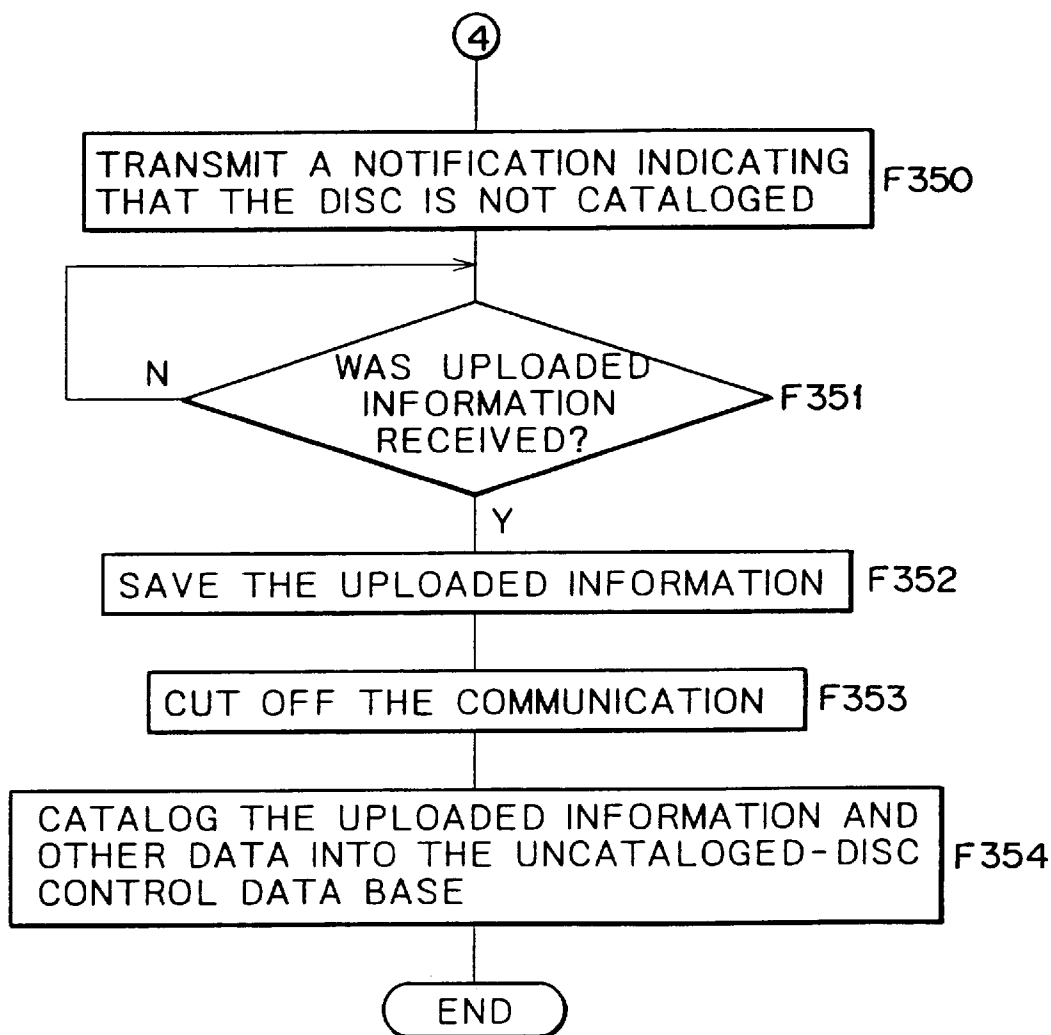 4
TRANSMIT A NOTIFICATION INDICATING
THAT THE DISC IS NOT CATALOGED
F350
N
WAS UPLOADED
INFORMATION
RECEIVED?
F351
Y
SAVE THE UPLOADED INFORMATION
F352
CUT OFF THE COMMUNICATION
F353
CATALOG THE UPLOADED INFORMATION AND
OTHER DATA INTO THE UNCATALOGED-DISC
CONTROL DATA BASE
F354
END